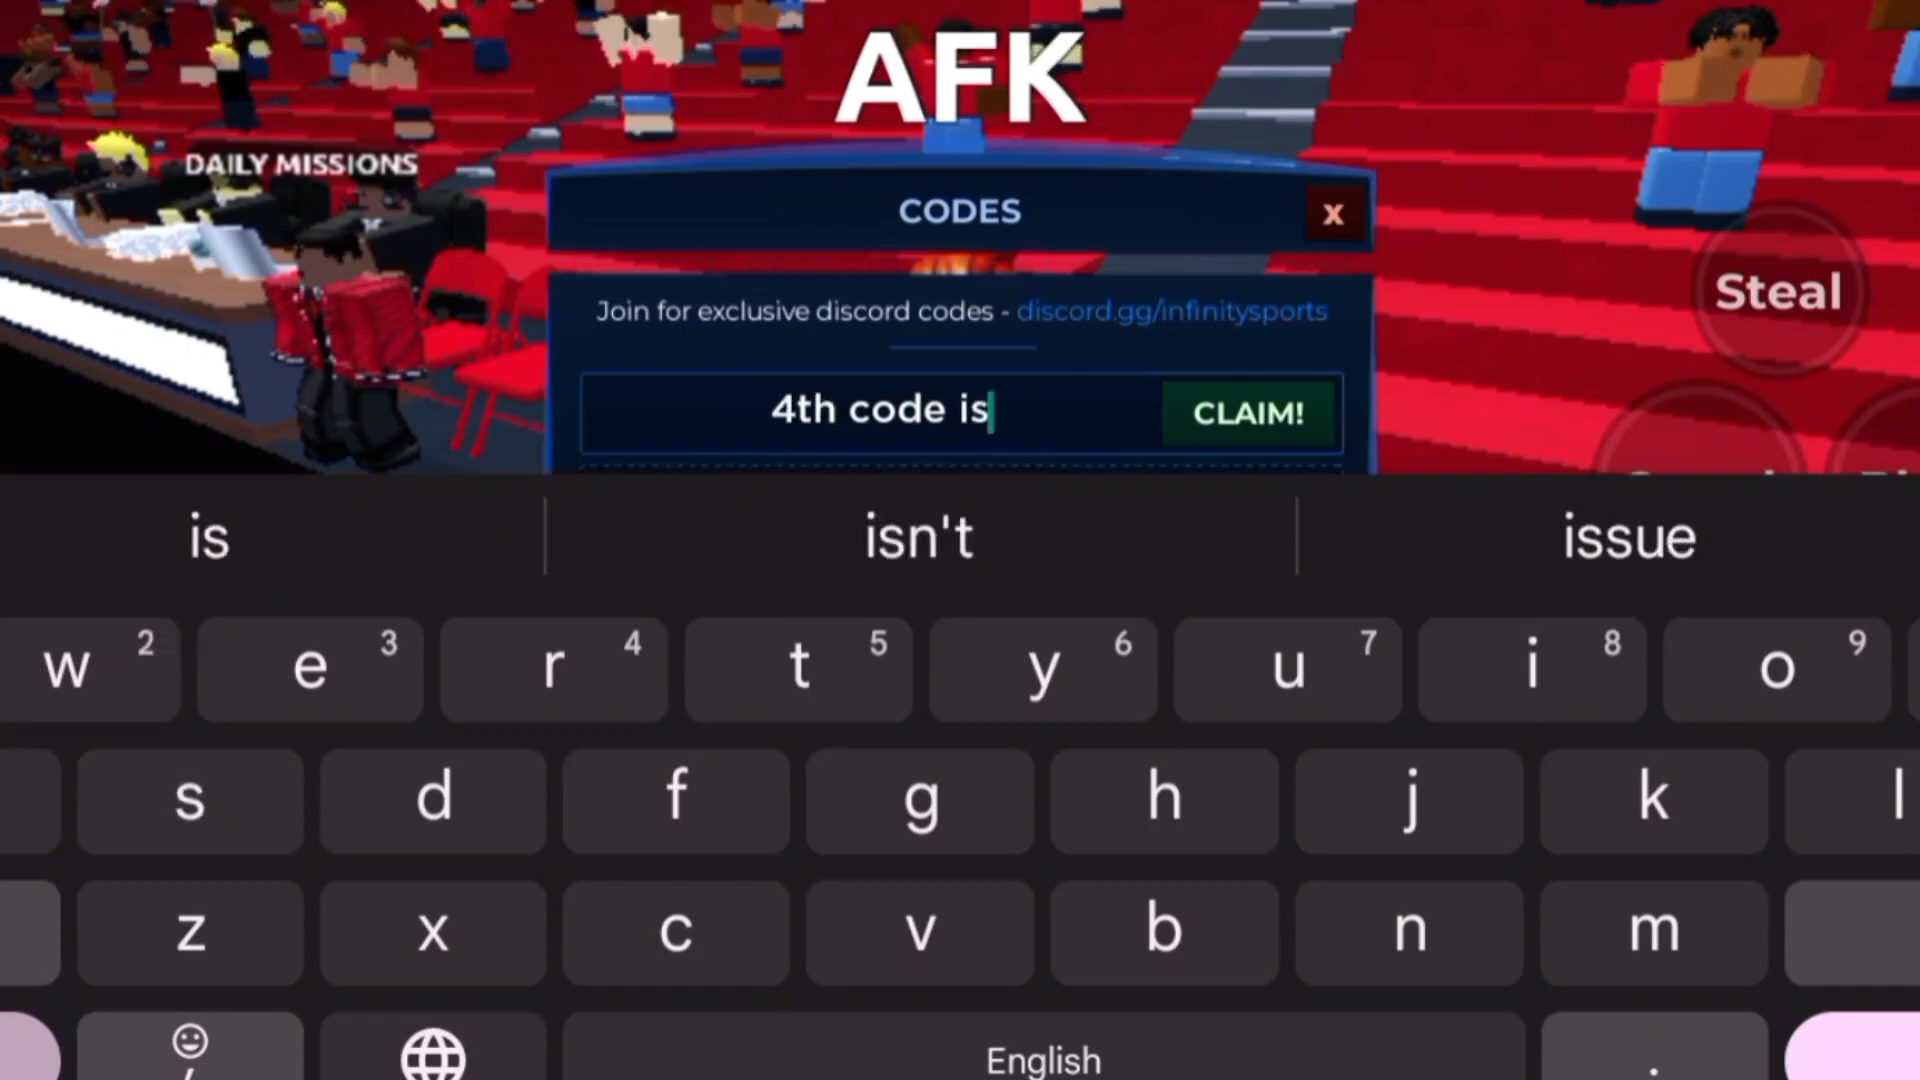 AFK
DAILY MISSIONS
CODES
x
Join for exclusive discord codes - discord.gg/infinitysports
4th code is
CLAIM!
Steal
is isn't issue
w 2 e 3 r 4 t 5 y 6 u 7 i 8 o 9
s d f g h j k l
z x c v b n m
, English .